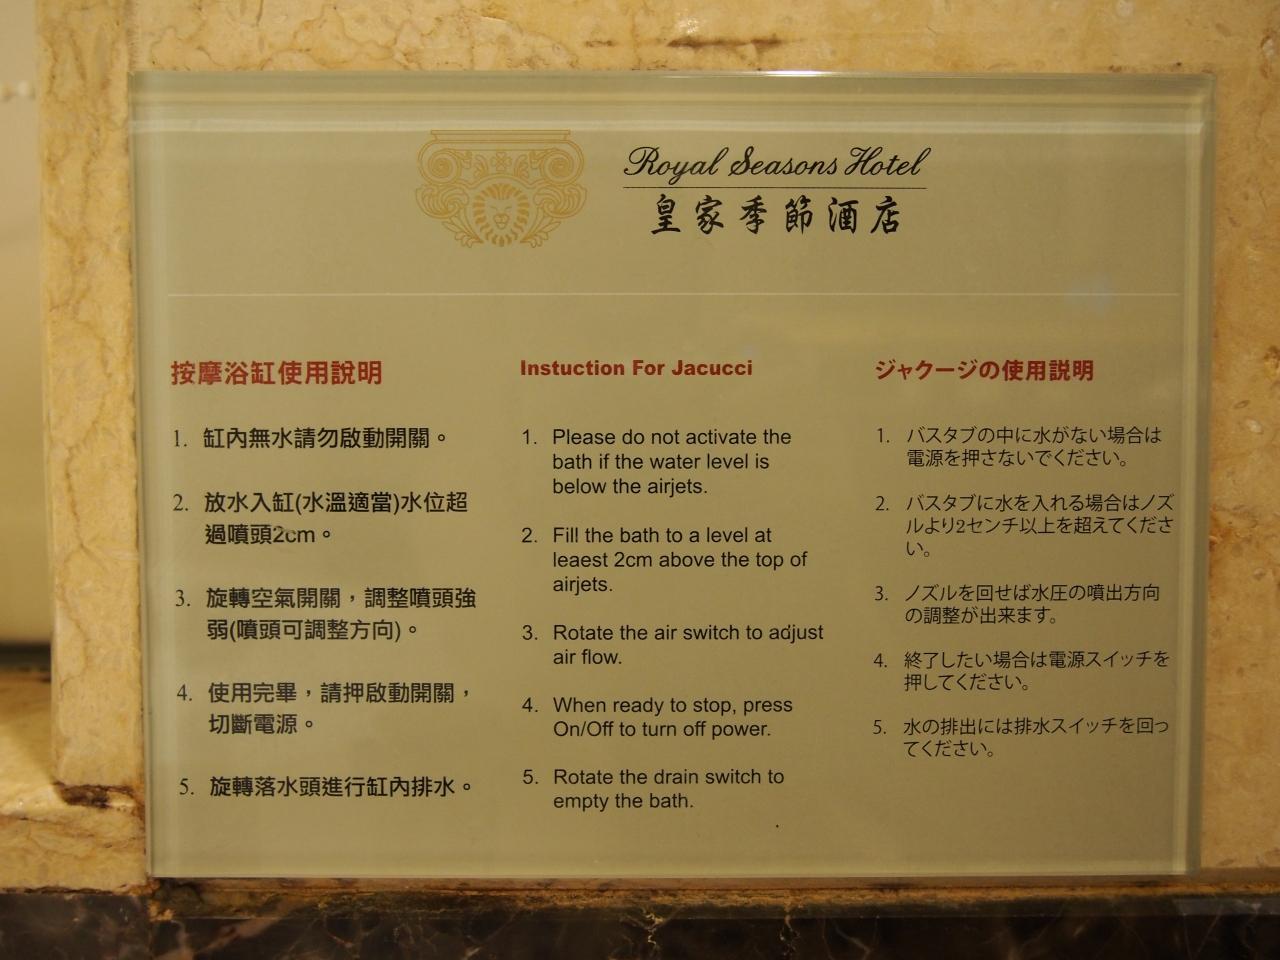 Royal Seasons Hotel
皇家季節酒店
按摩浴缸使用說明
1. 缸內無水請勿啟動開關。
2. 放水入缸(水溫適當)水位超
過噴頭2cm。
3. 旋轉空氣開關，調整噴頭強
弱(噴頭可調整方向)。
4. 使用完畢，請押啟動開關，
切斷電源。
5. 旋轉落水頭進行缸內排水。
Instuction For Jacucci
1. Please do not activate the
bath if the water level is
below the airjets.
2. Fill the bath to a level at
leaest 2cm above the top of
airjets.
3. Rotate the air switch to adjust
air flow.
4. When ready to stop, press
On/Off to turn off power.
5. Rotate the drain switch to
empty the bath.
ジャクージの使用説明
1. バスタブの中に水がない場合は
電源を押さないでください。
2. バスタブに水を入れる場合はノズ
ルより2センチ以上を超えてくださ
い。
3. ノズルを回せば水圧の噴出方向
の調整が出来ます。
4. 終了したい場合は電源スイッチを
押してください。
5. 水の排出には排水スイッチを回っ
てください。